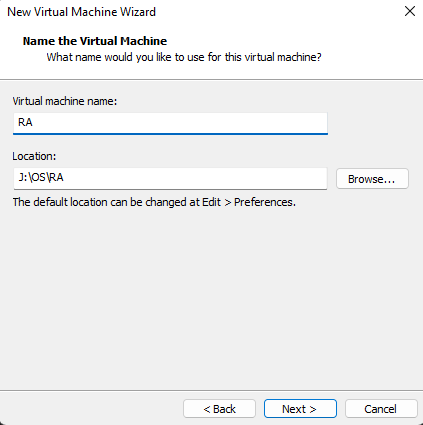 New Virtual Machine Wizard
Name the Virtual Machine
What name would you like to use for this virtual machine?
Virtual machine name:
RA
Location:
J:\OS\RA
Browse...
The default location can be changed at Edit > Preferences.
< Back
Next >
Cancel